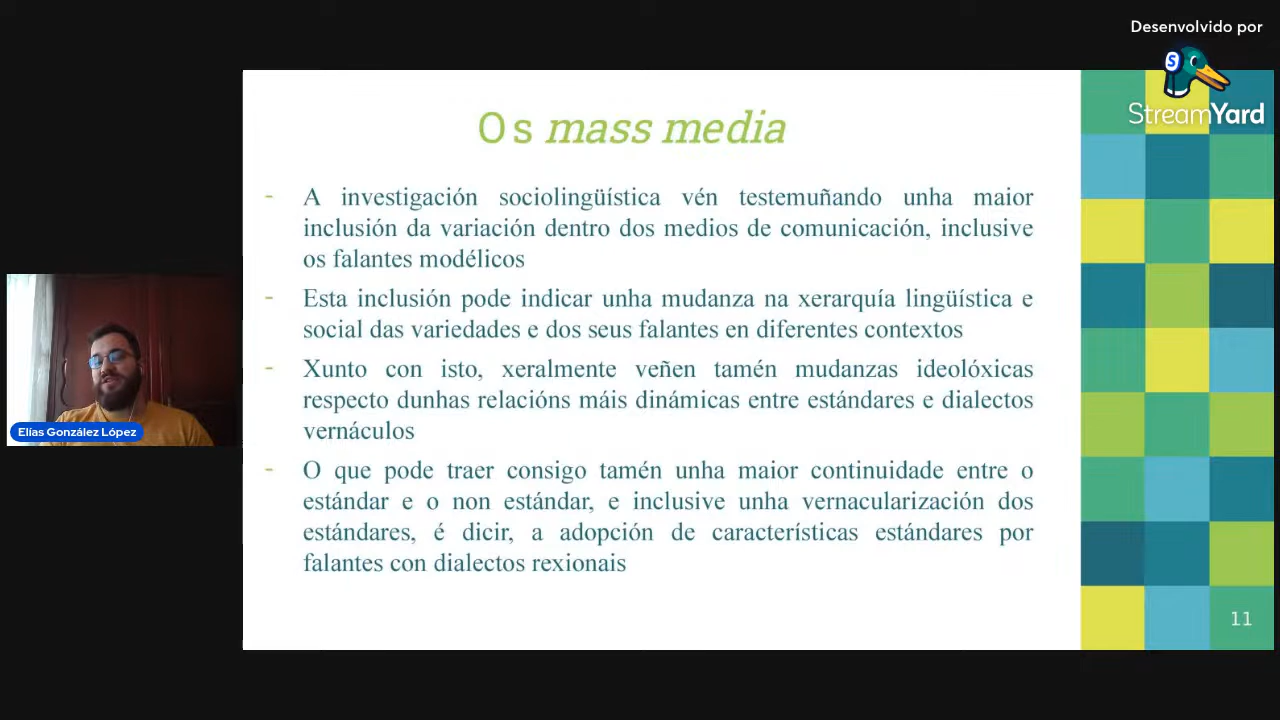 Desenvolvido por
StreamYard
Os mass media
- A investigación sociolingüística vén testemuñando unha maior
inclusión da variación dentro dos medios de comunicación, inclusive
os falantes modélicos
- Esta inclusión pode indicar unha mudanza na xerarquía lingüística e
social das variedades e dos seus falantes en diferentes contextos
- Xunto con isto, xeralmente veñen tamén mudanzas ideolóxicas
respecto dunhas relacións máis dinámicas entre estándares e dialectos
vernáculos
- O que pode traer consigo tamén unha maior continuidade entre o
estándar e o non estándar, e inclusive unha vernacularización dos
estándares, é dicir, a adopción de características estándares por
falantes con dialectos rexionais
Elías González López
11